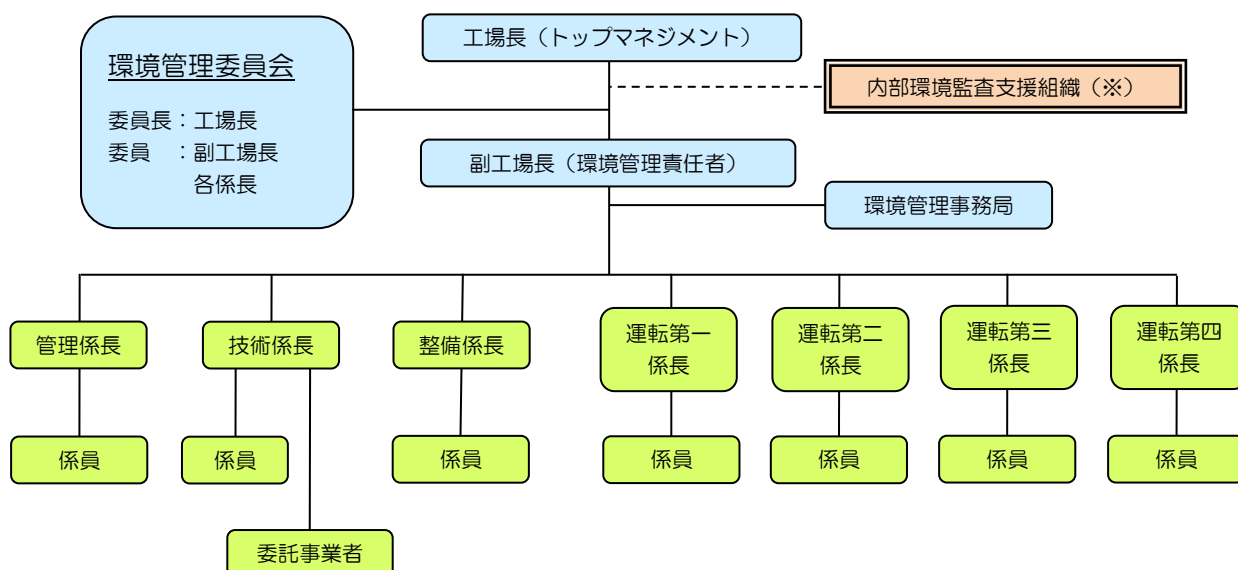 工場長（トップマネジメント）
環境管理委員会
委員長：工場長
委員　：副工場長
各係長
内部環境監査支援組織（※）
副工場長（環境管理責任者）
環境管理事務局
管理係長
技術係長
整備係長
運転第一
係長
運転第二
係長
運転第三
係長
運転第四
係長
係員
係員
係員
係員
係員
係員
係員
委託事業者